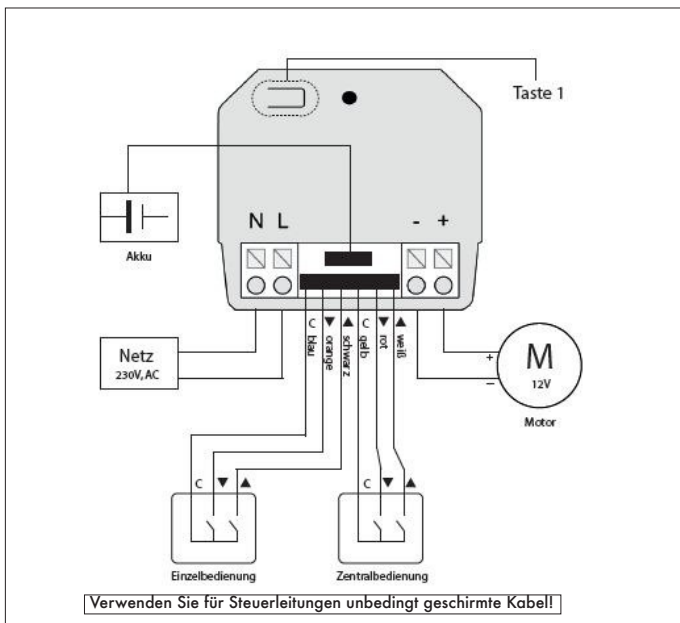 Taste 1
N L - +
Akku
C blau
▼ orange
▲ schwarz
C gelb
▼ rot
▲ weiß
Netz
230V, AC
+
–
M
12V
Motor
C ▼ ▲
C ▼ ▲
Einzelbedienung
Zentralbedienung
Verwenden Sie für Steuerleitungen unbedingt geschirmte Kabel!